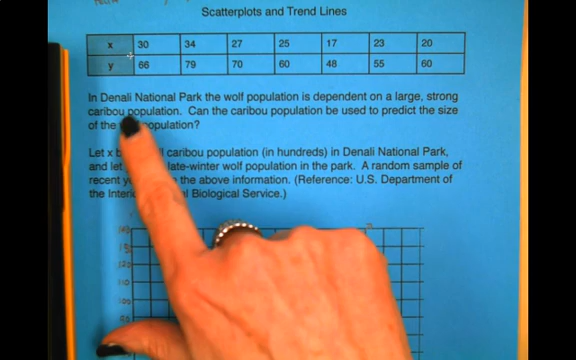 Scatterplots and Trend Lines
x 30 34 27 25 17 23 20
y 66 79 70 60 48 55 60
In Denali National Park the wolf population is dependent on a large, strong
caribou population. Can the caribou population be used to predict the size
of the population?
Let x caribou population (in hundreds) in Denali National Park,
and let late-winter wolf population in the park. A random sample of
recent the above information. (Reference: U.S. Department of
the Biological Service.)
140
120
110
100